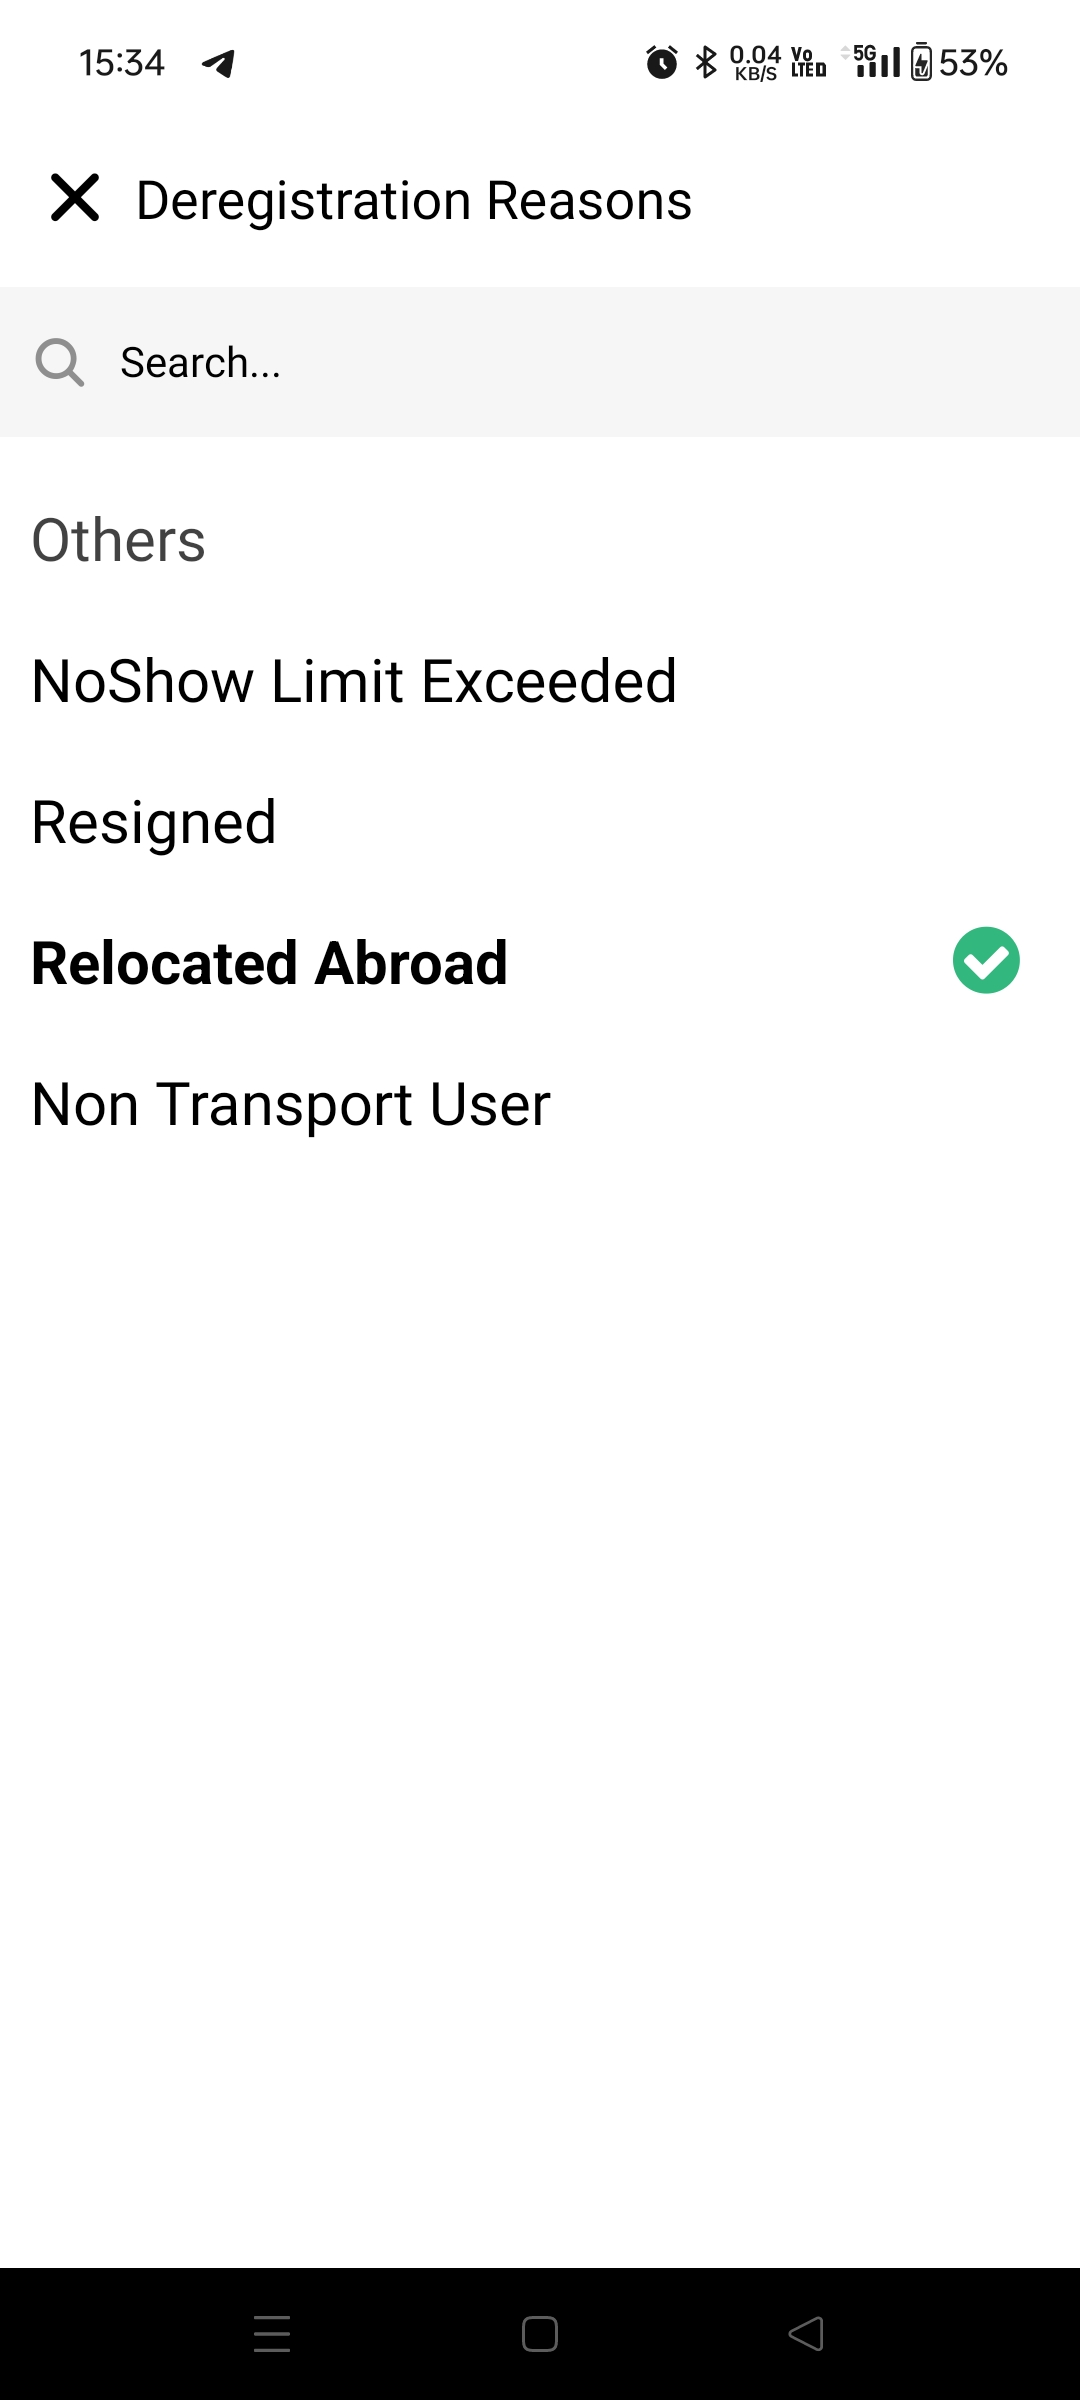 15:34
0.04 KB/S Vo LTE D 5G 53%
Deregistration Reasons
Search...
Others
NoShow Limit Exceeded
Resigned
Relocated Abroad
Non Transport User